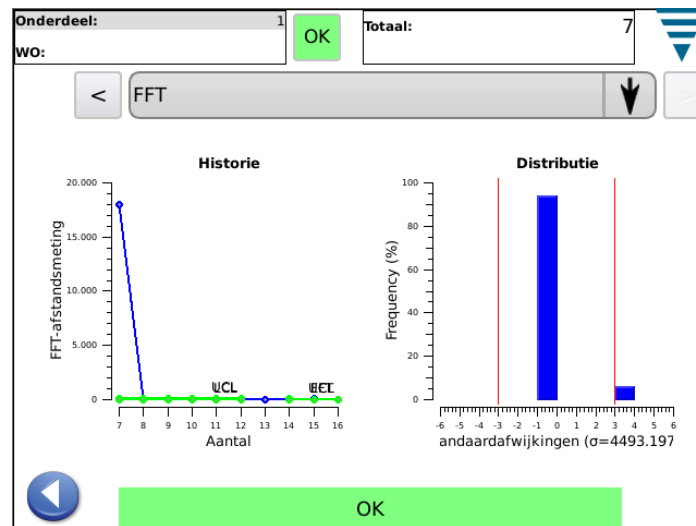 Onderdeel: 1
WO:
OK
Totaal: 7
<
FFT
>
Historie
20.000
15.000
10.000
5.000
0
FFT-afstandsmeting
UCL
7 8 9 10 11 12 13 14 15 16
Aantal
Distributie
100
80
60
40
20
0
Frequency (%)
-6 -5 -4 -3 -2 -1 0 1 2 3 4 5 6
andaardafwijkingen (σ=4493.197
OK